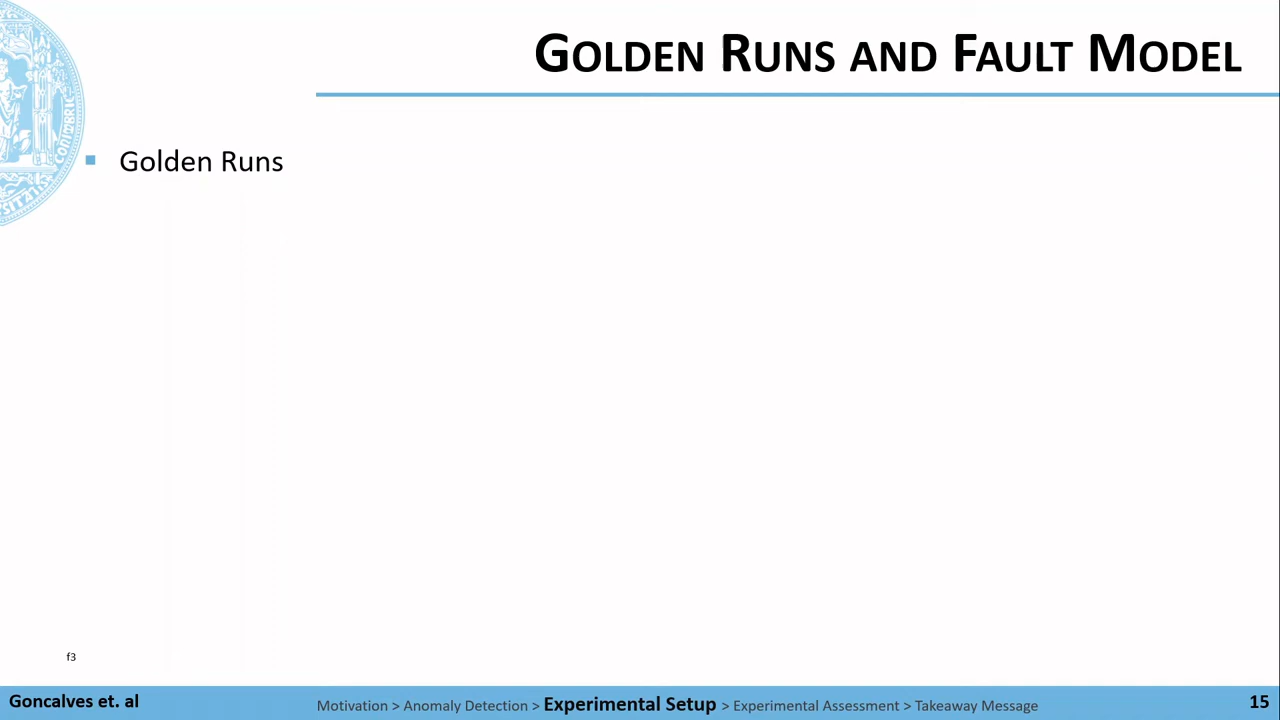 GOLDEN RUNS AND FAULT MODEL
Golden Runs
f3
Goncalves et. al
Motivation > Anomaly Detection > Experimental Setup > Experimental Assessment > Takeaway Message
15